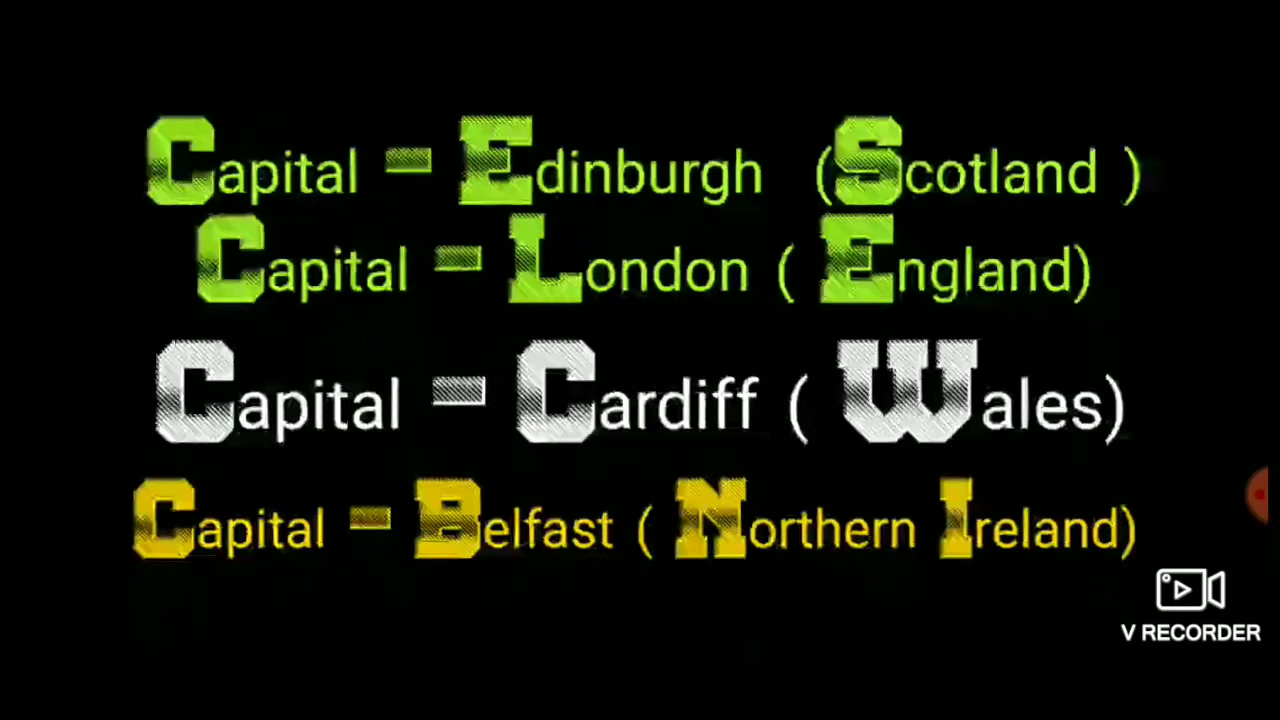 Capital - Edinburgh (Scotland )
Capital - London ( England)
Capital - Cardiff ( Wales)
Capital - Belfast ( Northern Ireland)
V RECORDER